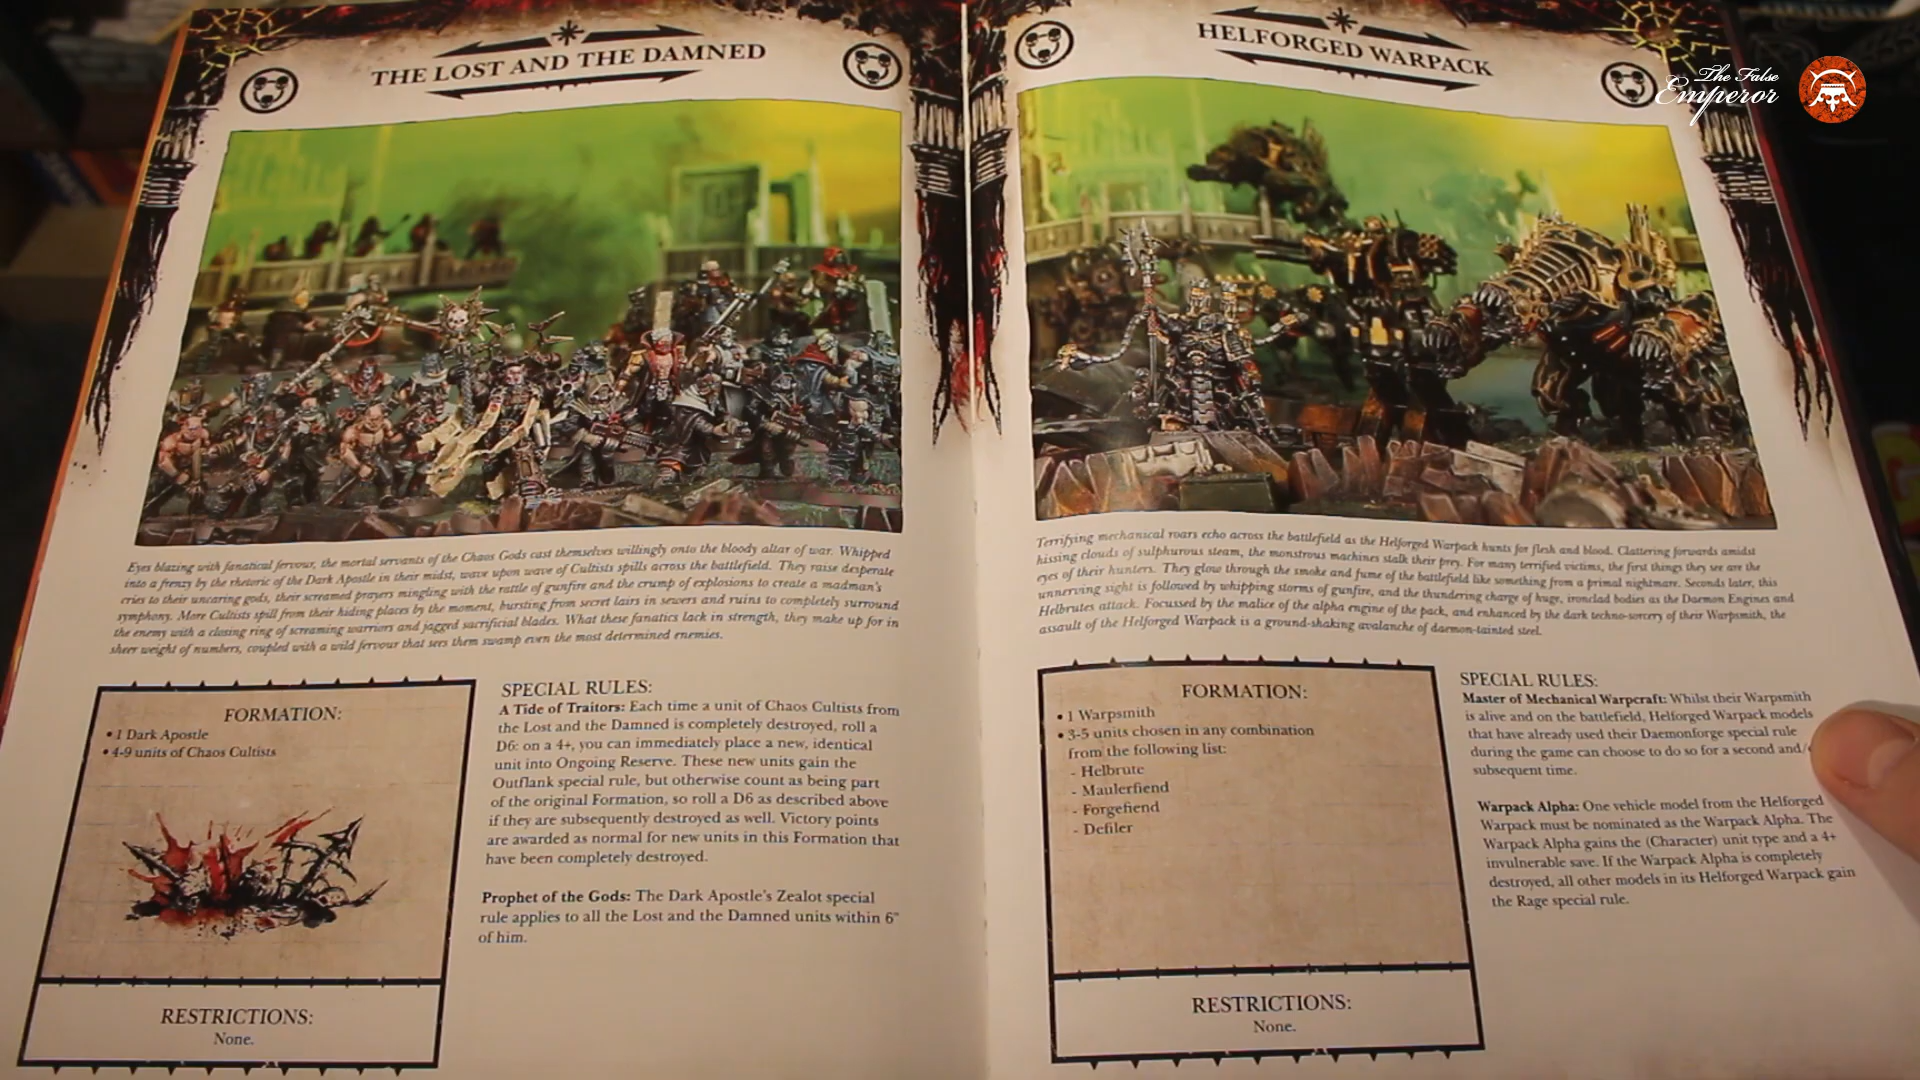 THE LOST AND THE DAMNED
Eyes blazing with fanatical fervour, the mortal servants of the Chaos Gods cast themselves willingly onto the bloody altar of war. Whipped
into a frenzy by the rhetoric of the Dark Apostle in their midst, wave upon wave of Cultists spills across the battlefield. They raise desperate
cries to their uncaring gods, their screamed prayers mingling with the rattle of gunfire and the crump of explosions to create a madman's
symphony. More Cultists spill from their hiding places by the moment, bursting from secret lairs in sewers and ruins to completely surround
the enemy with a closing ring of screaming warriors and jagged sacrificial blades. What these fanatics lack in strength, they make up for in
sheer weight of numbers, coupled with a wild fervour that sees them swamp even the most determined enemies.
FORMATION:
• 1 Dark Apostle
• 4-9 units of Chaos Cultists
RESTRICTIONS:
None.
SPECIAL RULES:
A Tide of Traitors: Each time a unit of Chaos Cultists from
the Lost and the Damned is completely destroyed, roll a
D6: on a 4+, you can immediately place a new, identical
unit into Ongoing Reserve. These new units gain the
Outflank special rule, but otherwise count as being part
of the original Formation, so roll a D6 as described above
if they are subsequently destroyed as well. Victory points
are awarded as normal for new units in this Formation that
have been completely destroyed.
Prophet of the Gods: The Dark Apostle's Zealot special
rule applies to all the Lost and the Damned units within 6"
of him.
HELFORGED WARPACK
The False
Emperor
Terrifying mechanical roars echo across the battlefield as the Helforged Warpack hunts for flesh and blood. Clattering forwards amidst
hissing clouds of sulphurous steam, the monstrous machines stalk their prey. For many terrified victims, the first things they see are the
eyes of their hunters. They glow through the smoke and fume of the battlefield like something from a primal nightmare. Seconds later, this
unnerving sight is followed by whipping storms of gunfire, and the thundering charge of huge, ironclad bodies as the Daemon Engines and
Helbrutes attack. Focussed by the malice of the alpha engine of the pack, and enhanced by the dark techno-sorcery of their Warpsmith, the
assault of the Helforged Warpack is a ground-shaking avalanche of daemon-tainted steel.
FORMATION:
• 1 Warpsmith
• 3-5 units chosen in any combination
from the following list:
- Helbrute
- Maulerfiend
- Forgefiend
- Defiler
RESTRICTIONS:
None.
SPECIAL RULES:
Master of Mechanical Warpcraft: Whilst their Warpsmith
is alive and on the battlefield, Helforged Warpack models
that have already used their Daemonforge special rule
during the game can choose to do so for a second and/
subsequent time.
Warpack Alpha: One vehicle model from the Helforged
Warpack must be nominated as the Warpack Alpha. The
Warpack Alpha gains the (Character) unit type and a 4+
invulnerable save. If the Warpack Alpha is completely
destroyed, all other models in its Helforged Warpack gain
the Rage special rule.